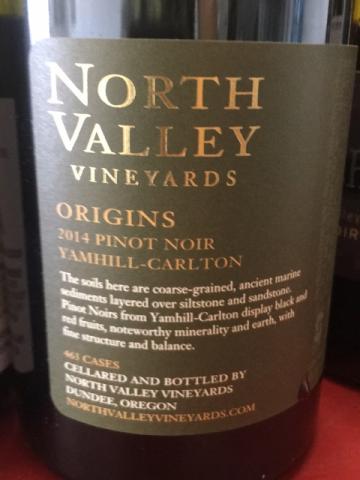 NORTH
VALLEY
VINEYARDS
ORIGINS
2014 PINOT NOIR
YAMHILL-CARLTON
The soils here are coarse-grained, ancient marine
sediments layered over siltstone and sandstone.
Pinot Noirs from Yamhill-Carlton display black and
red fruits, noteworthy minerality and earth, with
fine structure and balance.
461 CASES
CELLARED AND BOTTLED BY
NORTH VALLEY VINEYARDS
DUNDEE, OREGON
NORTHVALLEYVINEYARDS.COM